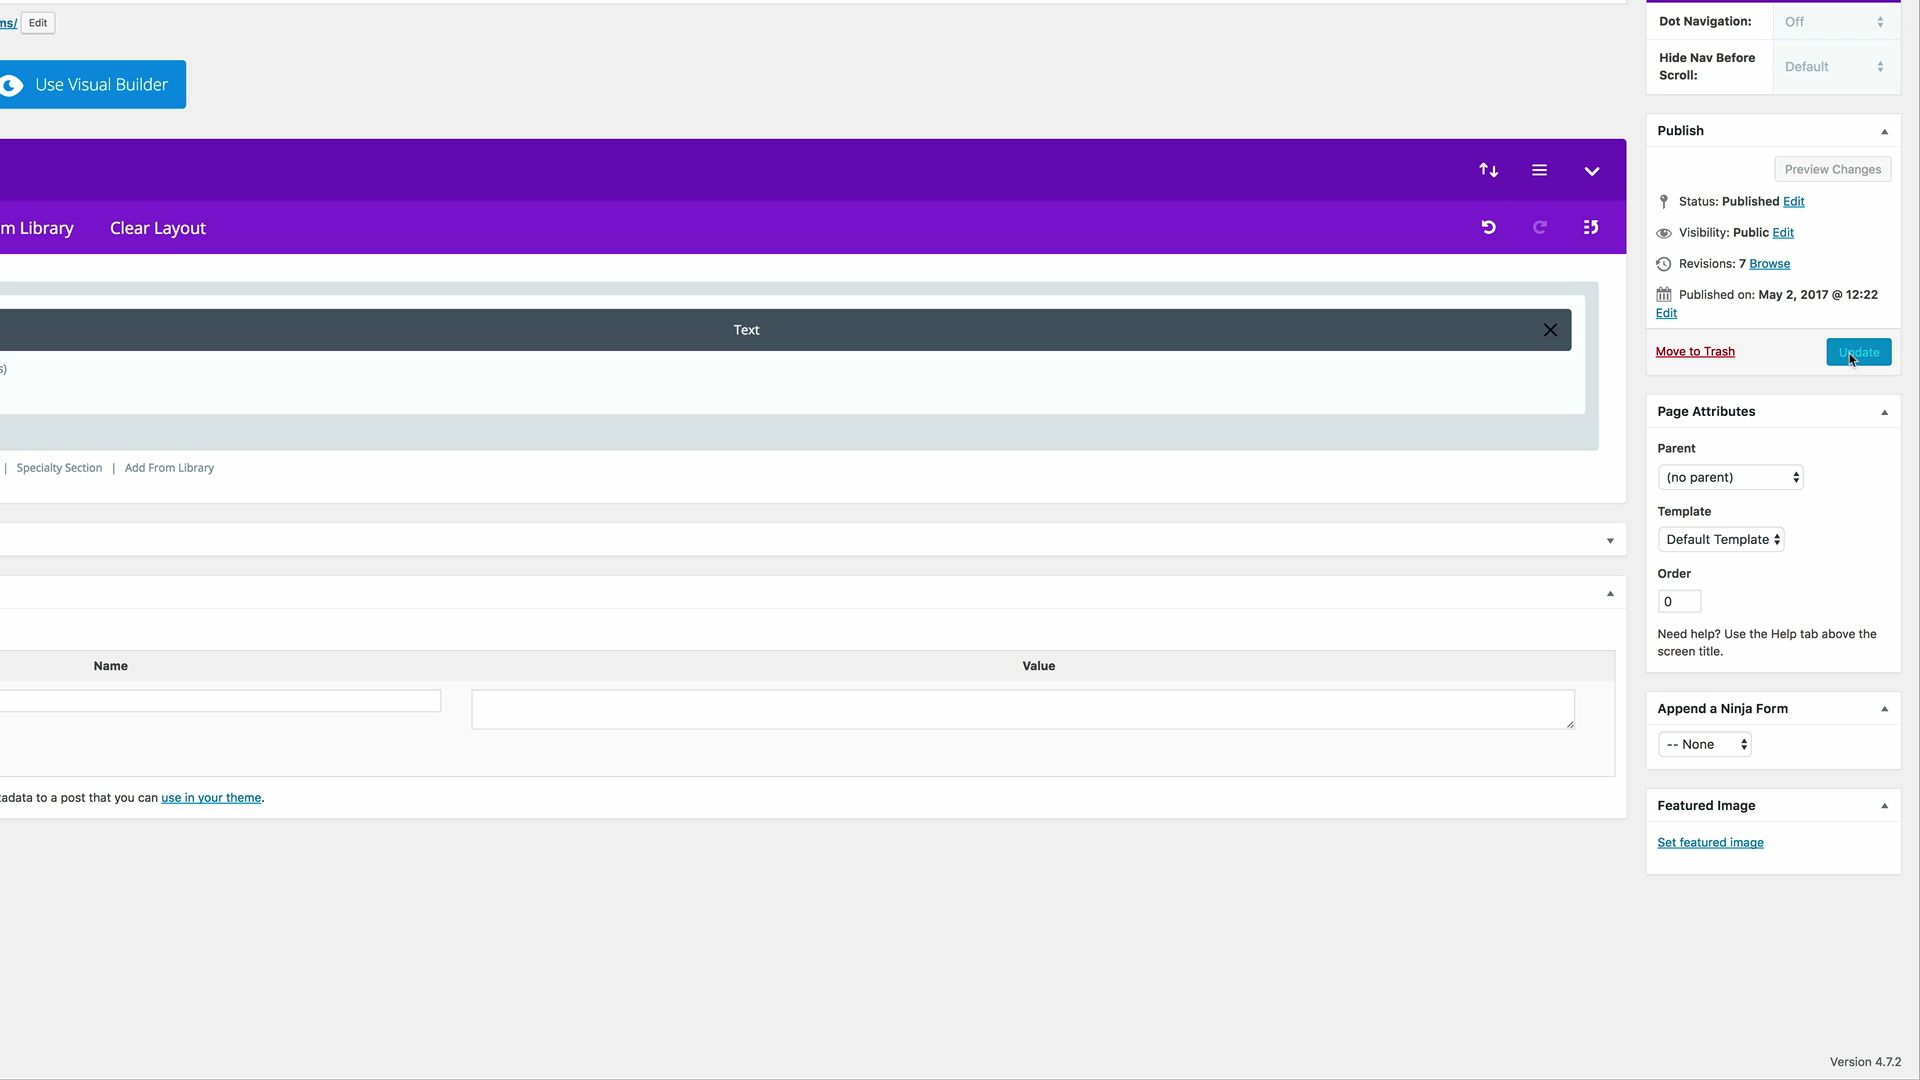 ms/ Edit
Use Visual Builder
m Library Clear Layout
Text
s)
| Specialty Section | Add From Library
Name Value
tadata to a post that you can use in your theme.
Dot Navigation: Off
Hide Nav Before
Scroll:
Default
Publish
Preview Changes
Status: Published Edit
Visibility: Public Edit
Revisions: 7 Browse
Published on: May 2, 2017 @ 12:22
Edit
Move to Trash Update
Page Attributes
Parent
(no parent)
Template
Default Template
Order
0
Need help? Use the Help tab above the
screen title.
Append a Ninja Form
-- None
Featured Image
Set featured image
Version 4.7.2